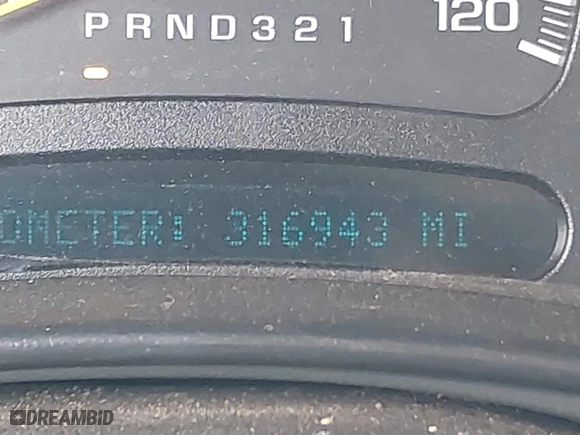 PRND321
120
OMETER: 316943 MI
DREAMBID